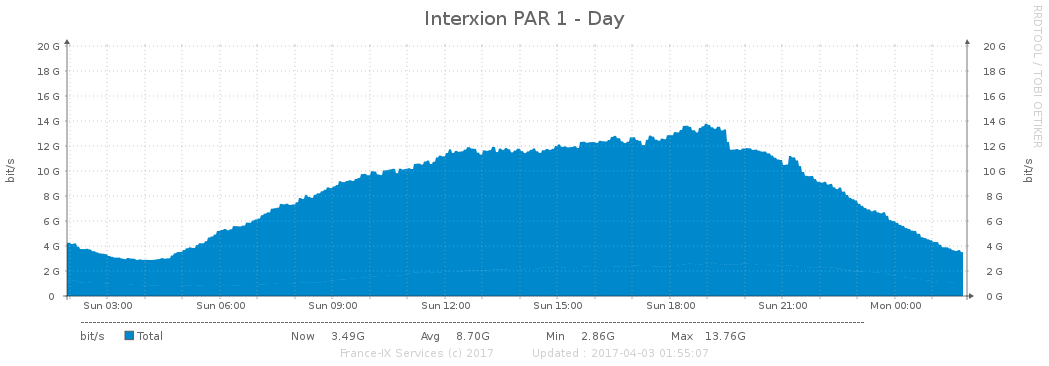 Interxion PAR 1 - Day
RRDTOOL / TOBI OETIKER
bit/s
20 G
18 G
16 G
14 G
12 G
10 G
8 G
6 G
4 G
2 G
0
20 G
18 G
16 G
14 G
12 G
10 G
8 G
6 G
4 G
2 G
0 G
bit/s
Sun 03:00 Sun 06:00 Sun 09:00 Sun 12:00 Sun 15:00 Sun 18:00 Sun 21:00 Mon 00:00
bit/s Total Now 3.49G Avg 8.70G Min 2.86G Max 13.76G
France-IX Services (c) 2017 Updated : 2017-04-03 01:55:07